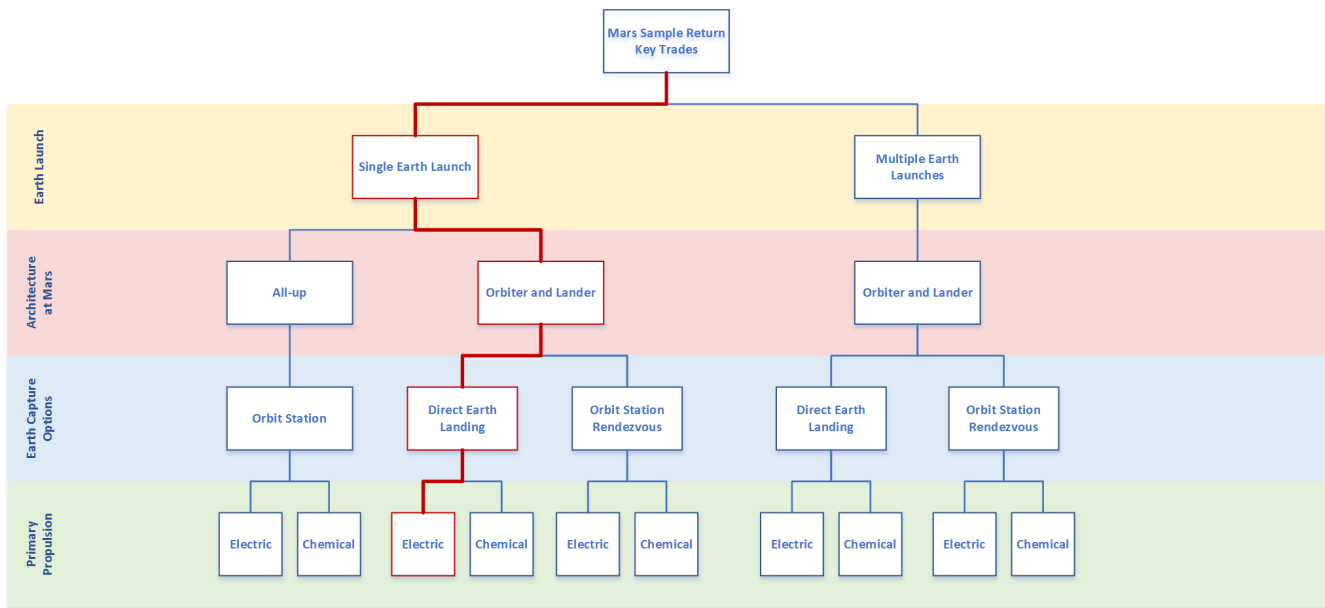 Mars Sample Return
Key Trades
Earth Launch
Single Earth Launch
Multiple Earth
Launches
Architecture
at Mars
All-up
Orbiter and Lander
Orbiter and Lander
Earth Capture
Options
Orbit Station
Direct Earth
Landing
Orbit Station
Rendezvous
Direct Earth
Landing
Orbit Station
Rendezvous
Primary
Propulsion
Electric
Chemical
Electric
Chemical
Electric
Chemical
Electric
Chemical
Electric
Chemical